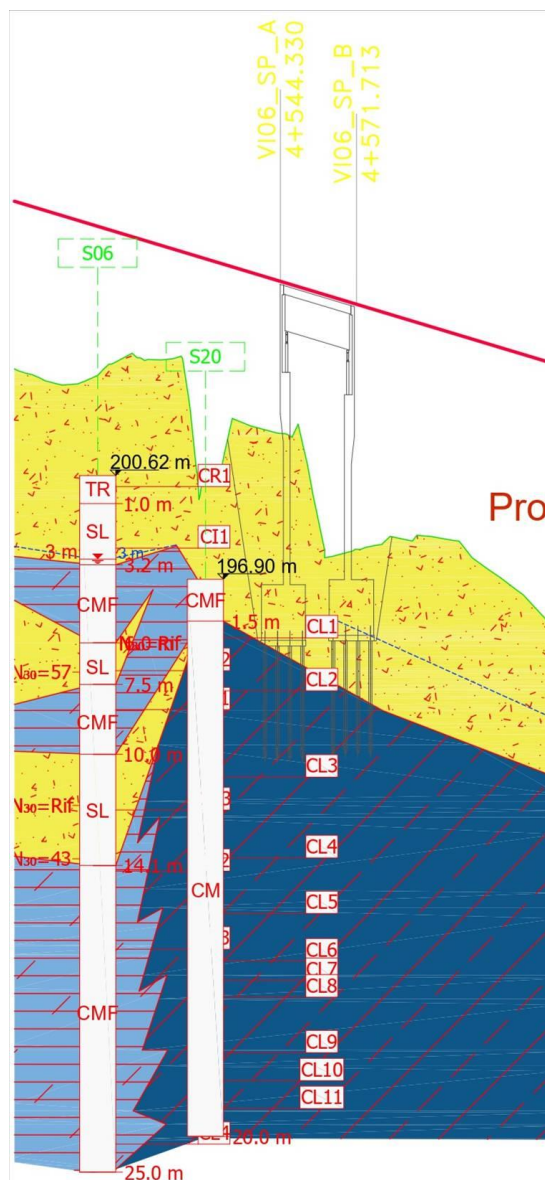 VI06_SP_A
4+544.330
VI06_SP_B
4+571.713
S06
S20
200.62 m
CR1
TR
1.0 m
Pro
SL
CI1
3 m
3 m
3.2 m
196.90 m
CMF
CMF
1.5 m
CL1
SL
N30=57
CL2
7.5 m
CMF
10.0 m
CL3
N30=Rif
SL
CL4
N30=43
14.1 m
CM
CL5
CL6
CL7
CL8
CMF
CL9
CL10
CL11
20.0 m
25.0 m